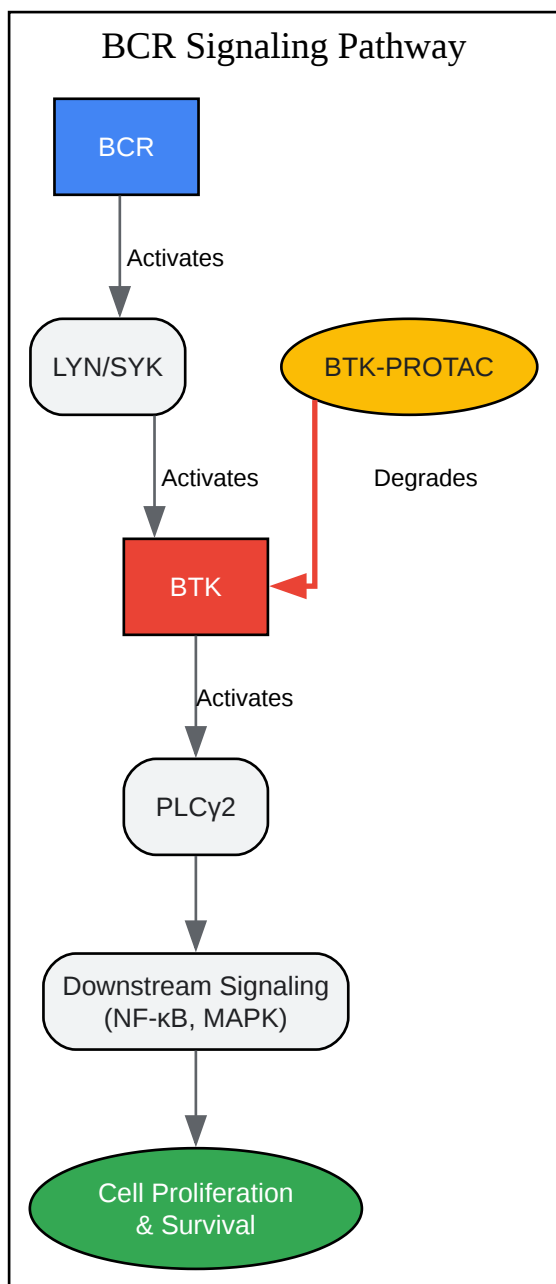 BCR Signaling Pathway
BCR
Activates
LYN/SYK
BTK-PROTAC
Activates
Degrades
BTK
Activates
PLCγ2
Downstream Signaling
(NF-κB, MAPK)
Cell Proliferation
& Survival